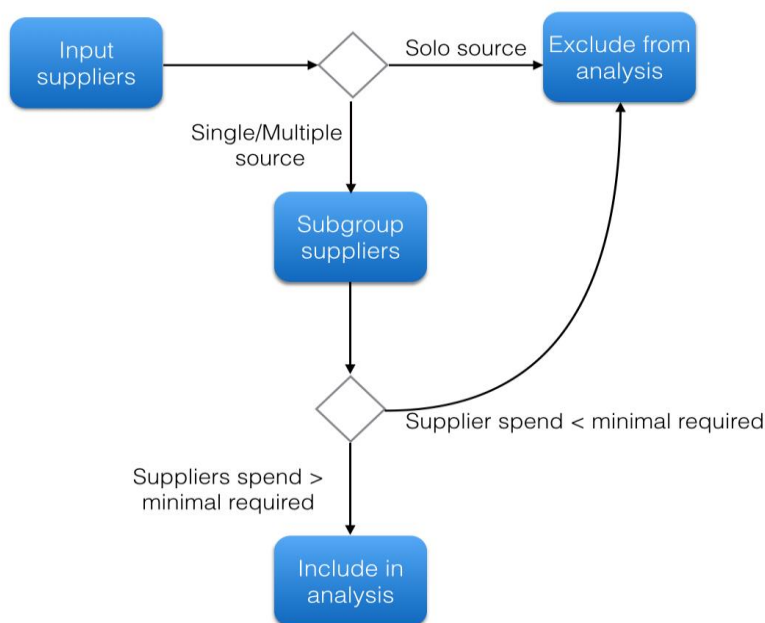 Input
suppliers
Solo source
Exclude from
analysis
Single/Multiple
source
Subgroup
suppliers
Supplier spend < minimal required
Suppliers spend >
minimal required
Include in
analysis